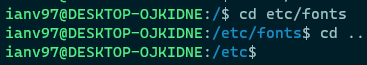 ianv97@DESKTOP-OJKIDNE:/$ cd etc/fonts
ianv97@DESKTOP-OJKIDNE:/etc/fonts$ cd ..
ianv97@DESKTOP-OJKIDNE:/etc$